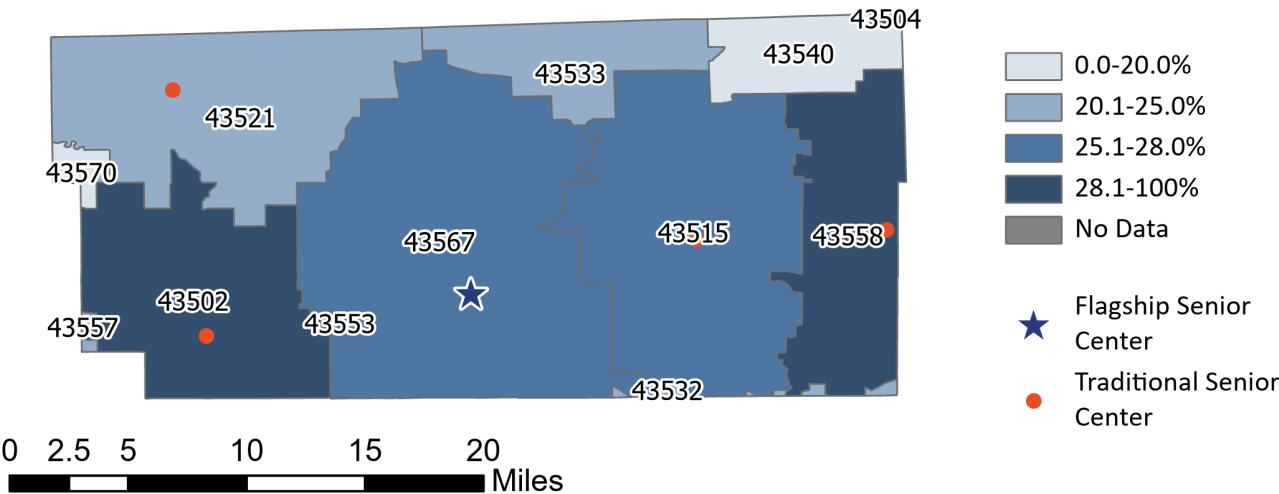 43504
43540
43533
43521
43570
43567
43515
43558
43502
43557
43553
43532
0.0-20.0%
20.1-25.0%
25.1-28.0%
28.1-100%
No Data
Flagship Senior
Center
Traditional Senior
Center
0 2.5 5 10 15 20
Miles